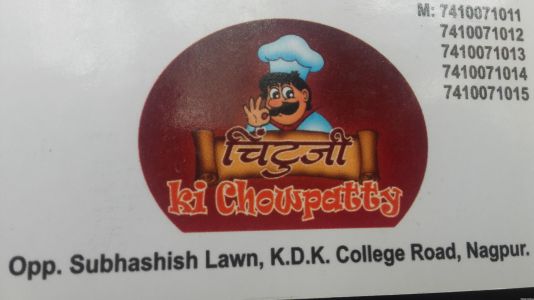 M: 7410071011
7410071012
7410071013
7410071014
7410071015
चिंटुजी
ki Chowpatty
Opp. Subhashish Lawn, K.D.K. College Road, Nagpur.